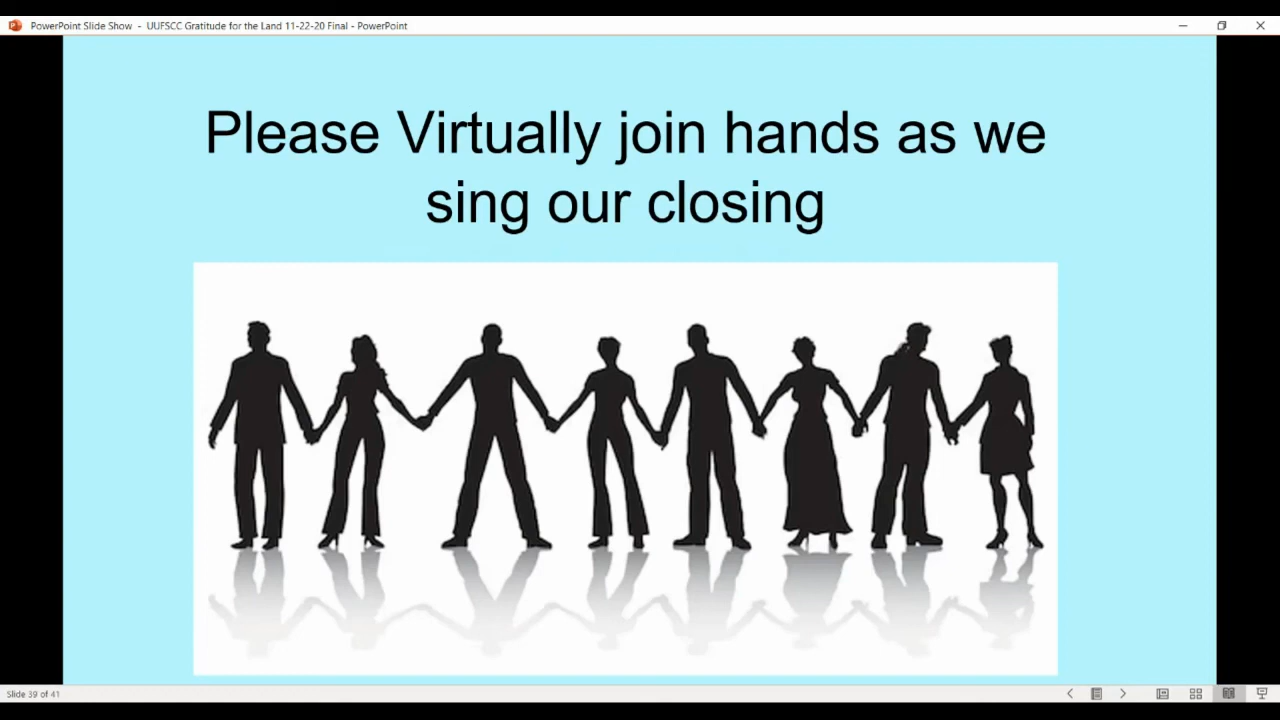 PowerPoint Slide Show - UUFSCC Gratitude for the Land 11-22-20 Final - PowerPoint
Please Virtually join hands as we
sing our closing
Slide 39 of 41